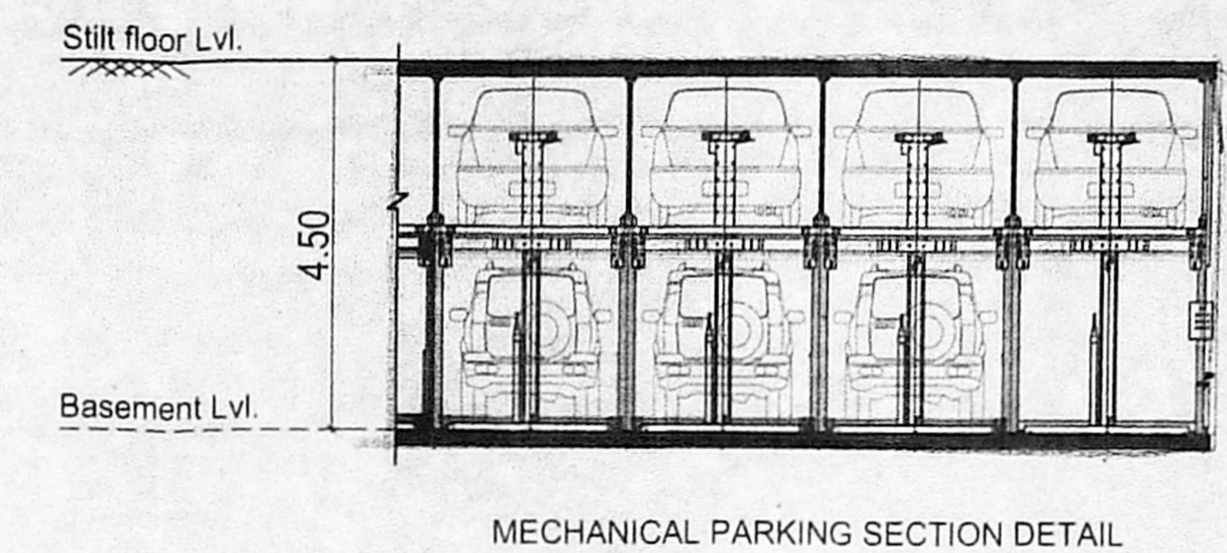 Stilt floor Lvl.
4.50
Basement Lvl.
MECHANICAL PARKING SECTION DETAIL